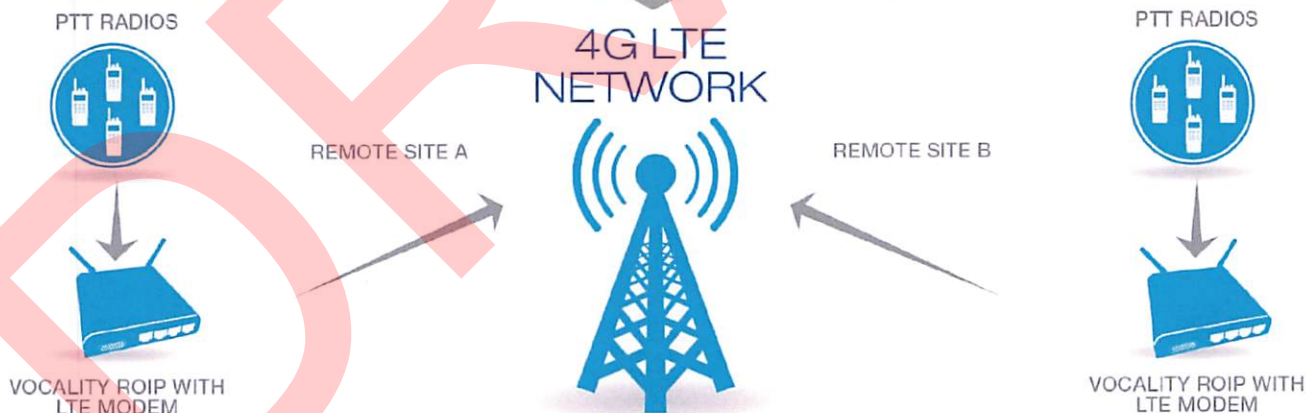 PTT RADIOS
4G LTE
NETWORK
PTT RADIOS
REMOTE SITE A
REMOTE SITE B
VOCALITY ROIP WITH
LTE MODEM
VOCALITY ROIP WITH
LTE MODEM